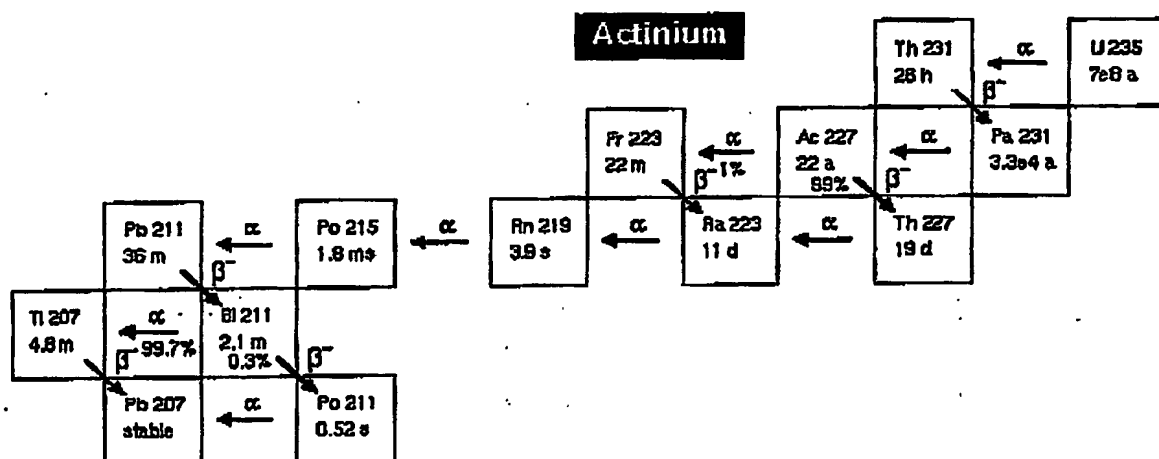 Actinium
Th 231
26 h
α
U 235
7e8 a
β⁻
Fr 223
22 m
α
1%
β⁻
Ac 227
22 a
99%
α
β⁻
Pa 231
3.3e4 a
Pb 211
36 m
α
Po 215
1.8 ms
α
Rn 219
3.9 s
α
Ra 223
11 d
α
Th 227
19 d
β⁻
Tl 207
4.8 m
α
99.7%
β⁻
Bi 211
2.1 m
0.3%
β⁻
Pb 207
stable
α
Po 211
0.52 s